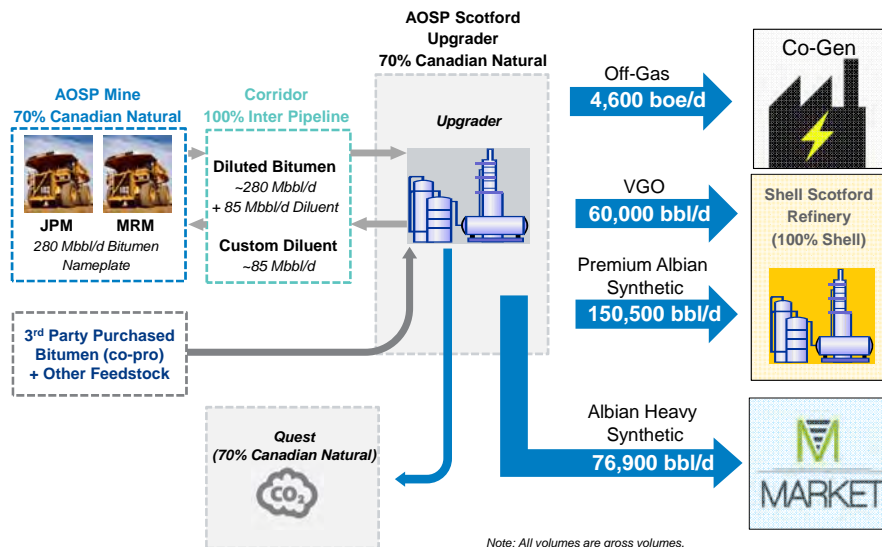 AOSP Scotford
Upgrader
70% Canadian Natural
AOSP Mine
70% Canadian Natural
JPM
MRM
280 Mbbl/d Bitumen
Nameplate
Corridor
100% Inter Pipeline
Diluted Bitumen
~280 Mbbl/d
+ 85 Mbbl/d Diluent
Custom Diluent
~85 Mbbl/d
Upgrader
3rd Party Purchased
Bitumen (co-pro)
+ Other Feedstock
Quest
(70% Canadian Natural)
CO2
Off-Gas
4,600 boe/d
Co-Gen
VGO
60,000 bbl/d
Premium Albian
Synthetic
150,500 bbl/d
Shell Scotford
Refinery
(100% Shell)
Albian Heavy
Synthetic
76,900 bbl/d
MARKET
Note: All volumes are gross volumes.